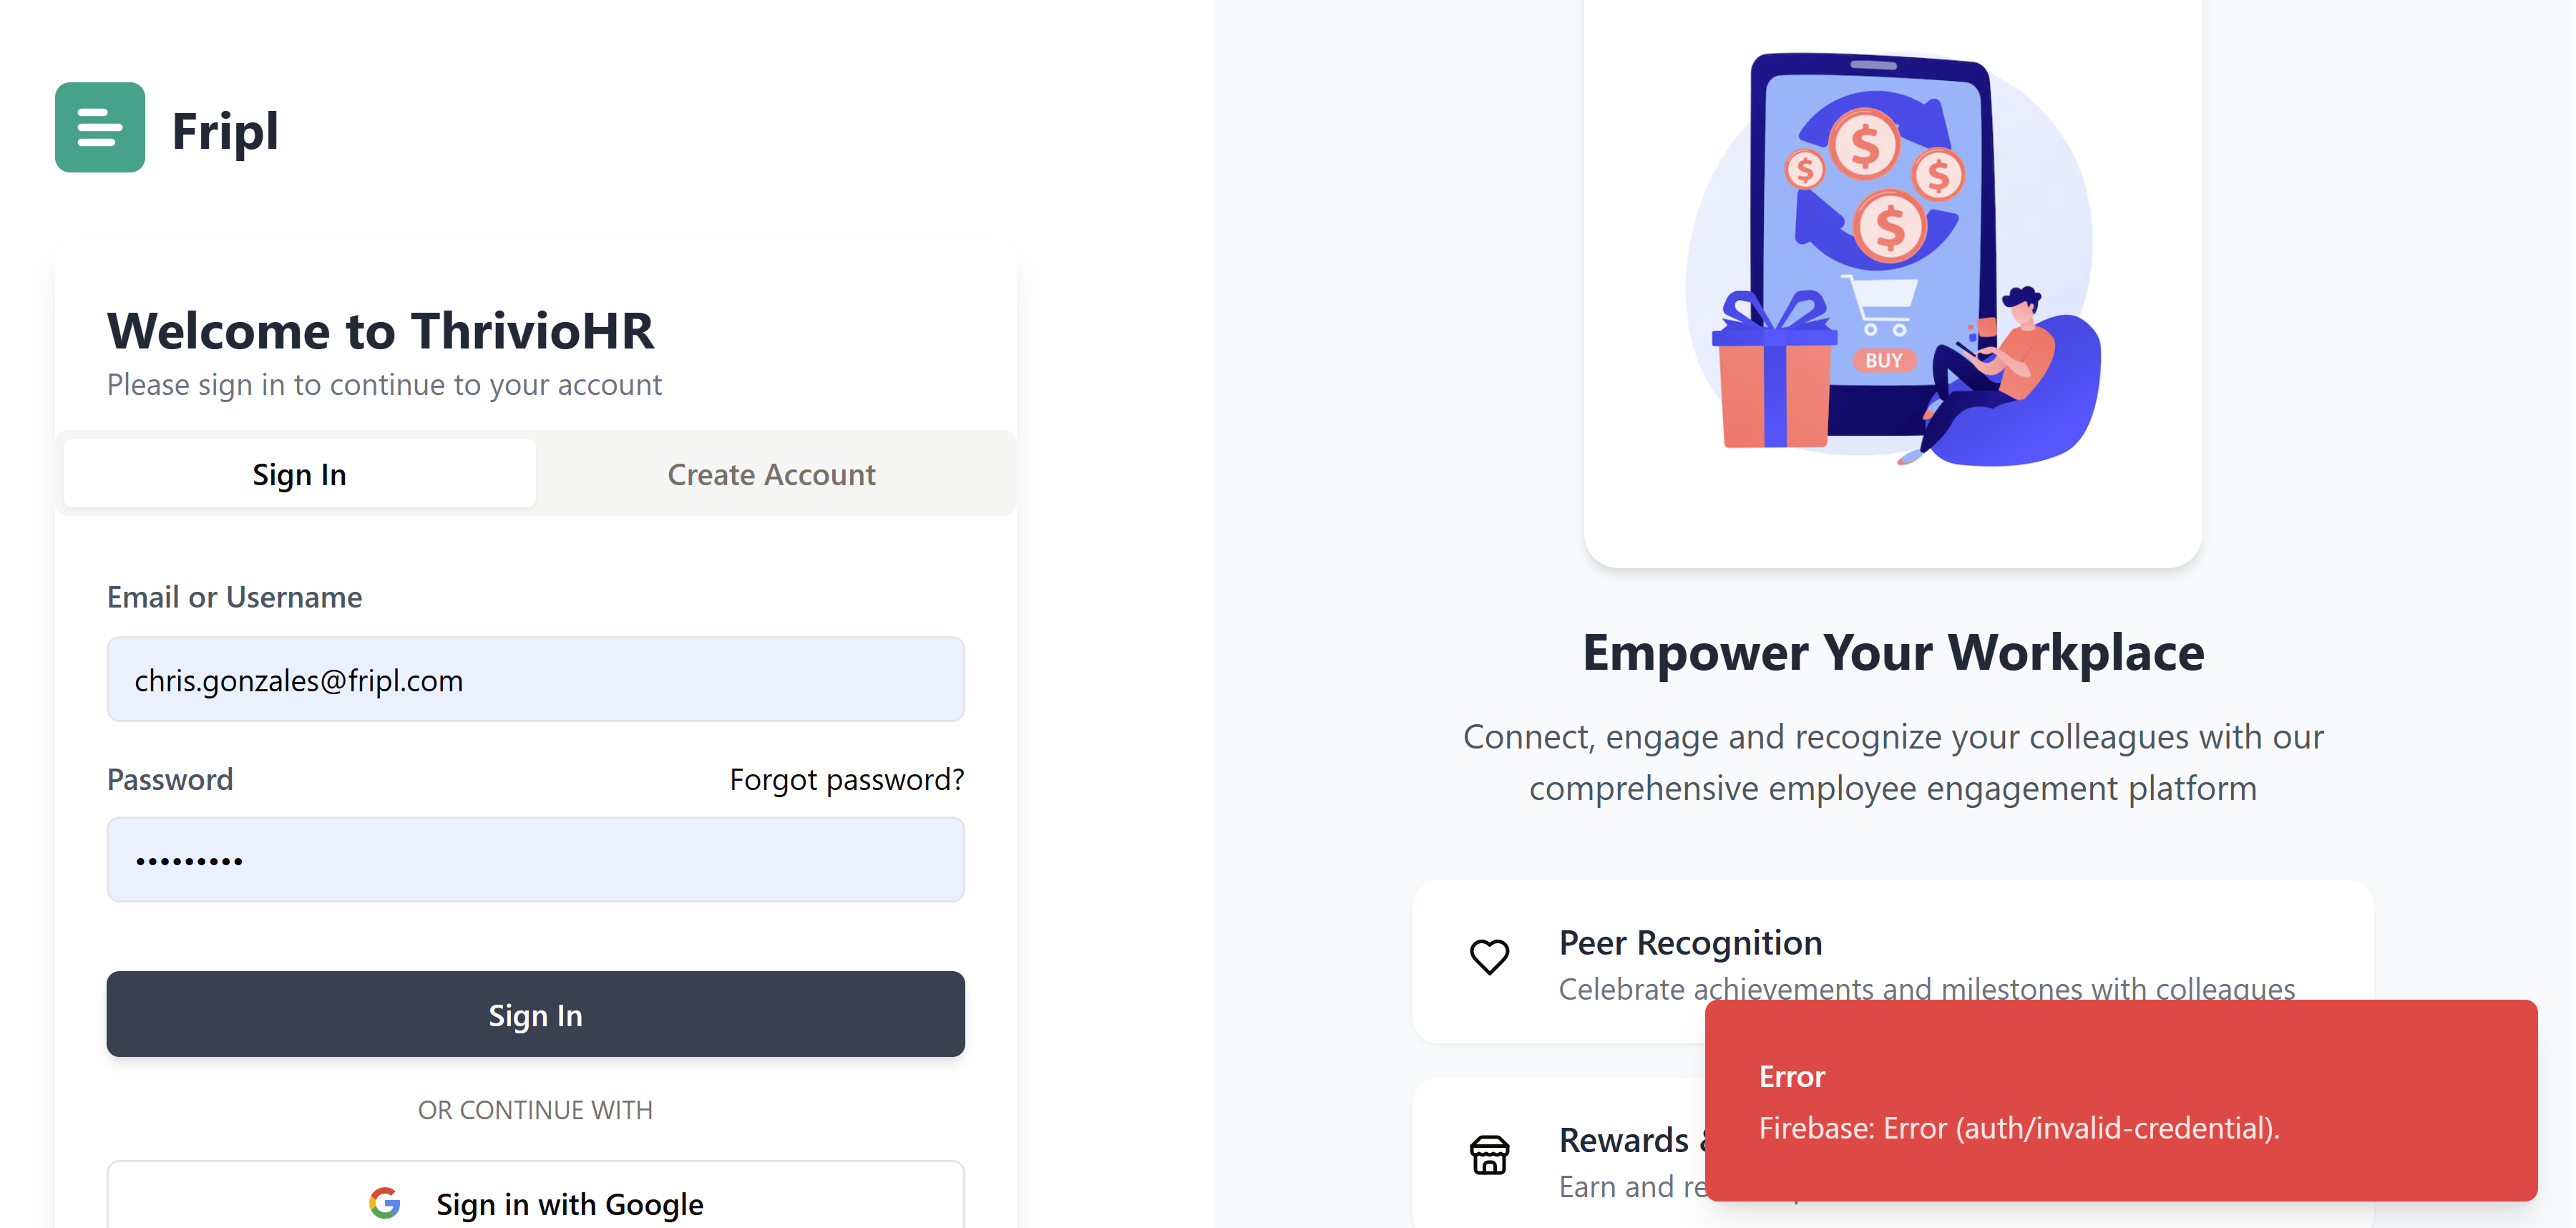 Fripl
Welcome to ThrivioHR
Please sign in to continue to your account
Sign In
Create Account
Email or Username
chris.gonzales@fripl.com
Password
Forgot password?
•••••••••
Sign In
OR CONTINUE WITH
Sign in with Google
$
$
$
$
BUY
Empower Your Workplace
Connect, engage and recognize your colleagues with our
comprehensive employee engagement platform
Peer Recognition
Celebrate achievements and milestones with colleagues
Rewards
Earn and
Error
Firebase: Error (auth/invalid-credential).